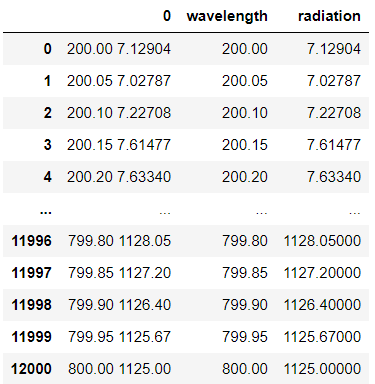 0 wavelength radiation
0 200.00 7.12904 200.00 7.12904
1 200.05 7.02787 200.05 7.02787
2 200.10 7.22708 200.10 7.22708
3 200.15 7.61477 200.15 7.61477
4 200.20 7.63340 200.20 7.63340
... ... ... ...
11996 799.80 1128.05 799.80 1128.05000
11997 799.85 1127.20 799.85 1127.20000
11998 799.90 1126.40 799.90 1126.40000
11999 799.95 1125.67 799.95 1125.67000
12000 800.00 1125.00 800.00 1125.00000